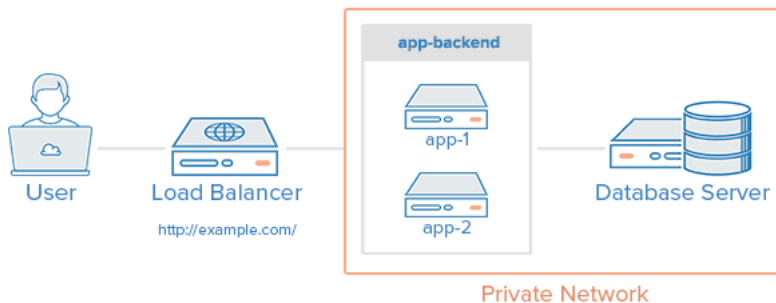 app-backend
app-1
app-2
User
Load Balancer
Database Server
http://example.com/
Private Network